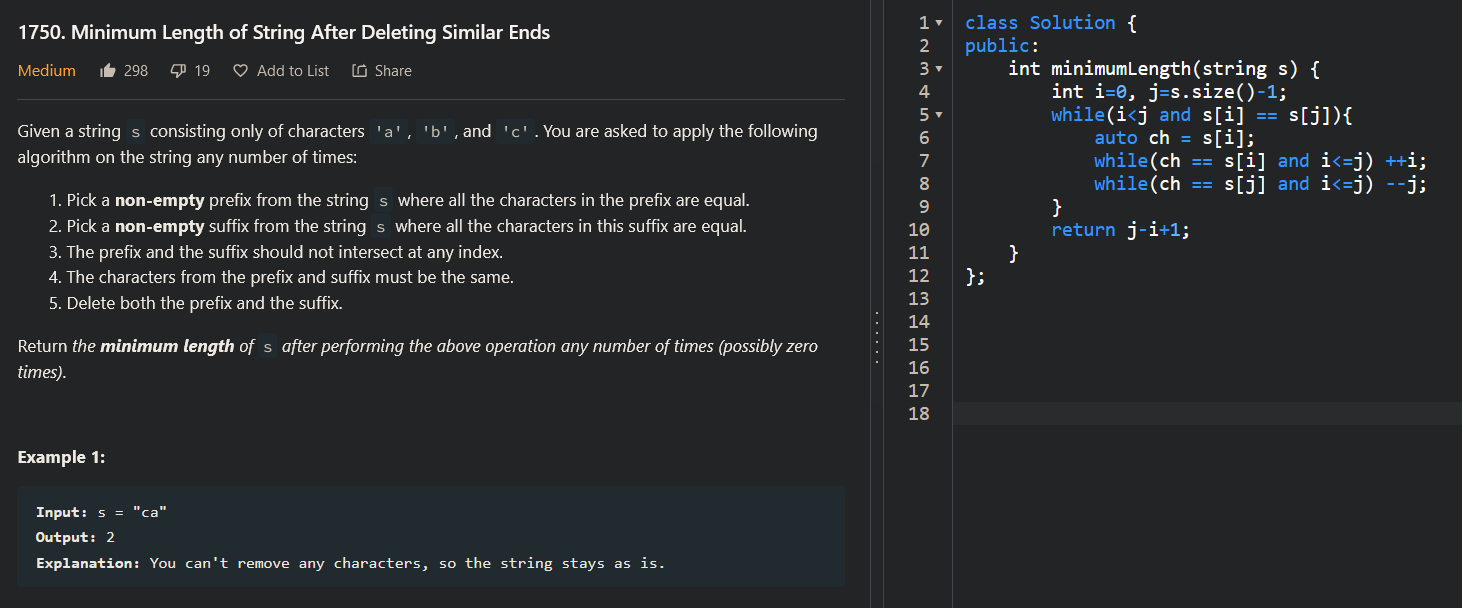 1750. Minimum Length of String After Deleting Similar Ends
Medium 298 19 Add to List Share
Given a string s consisting only of characters 'a', 'b', and 'c'. You are asked to apply the following
algorithm on the string any number of times:
1. Pick a non-empty prefix from the string s where all the characters in the prefix are equal.
2. Pick a non-empty suffix from the string s where all the characters in this suffix are equal.
3. The prefix and the suffix should not intersect at any index.
4. The characters from the prefix and suffix must be the same.
5. Delete both the prefix and the suffix.
Return the minimum length of s after performing the above operation any number of times (possibly zero
times).
Example 1:
Input: s = "ca"
Output: 2
Explanation: You can't remove any characters, so the string stays as is.
1 class Solution {
2 public:
3 int minimumLength(string s) {
4 int i=0, j=s.size()-1;
5 while(i<j and s[i] == s[j]){
6 auto ch = s[i];
7 while(ch == s[i] and i<=j) ++i;
8 while(ch == s[j] and i<=j) --j;
9 }
10 return j-i+1;
11 }
12 };
13
14
15
16
17
18